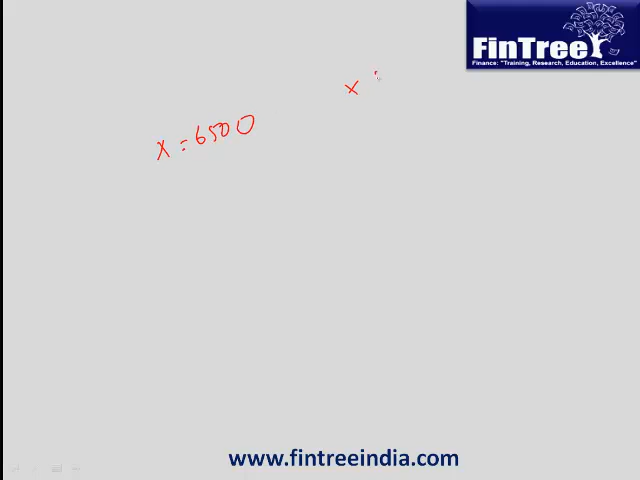 FinTree
Finance: "Training, Research, Education, Excellence"
x :
x = 6500
www.fintreeindia.com